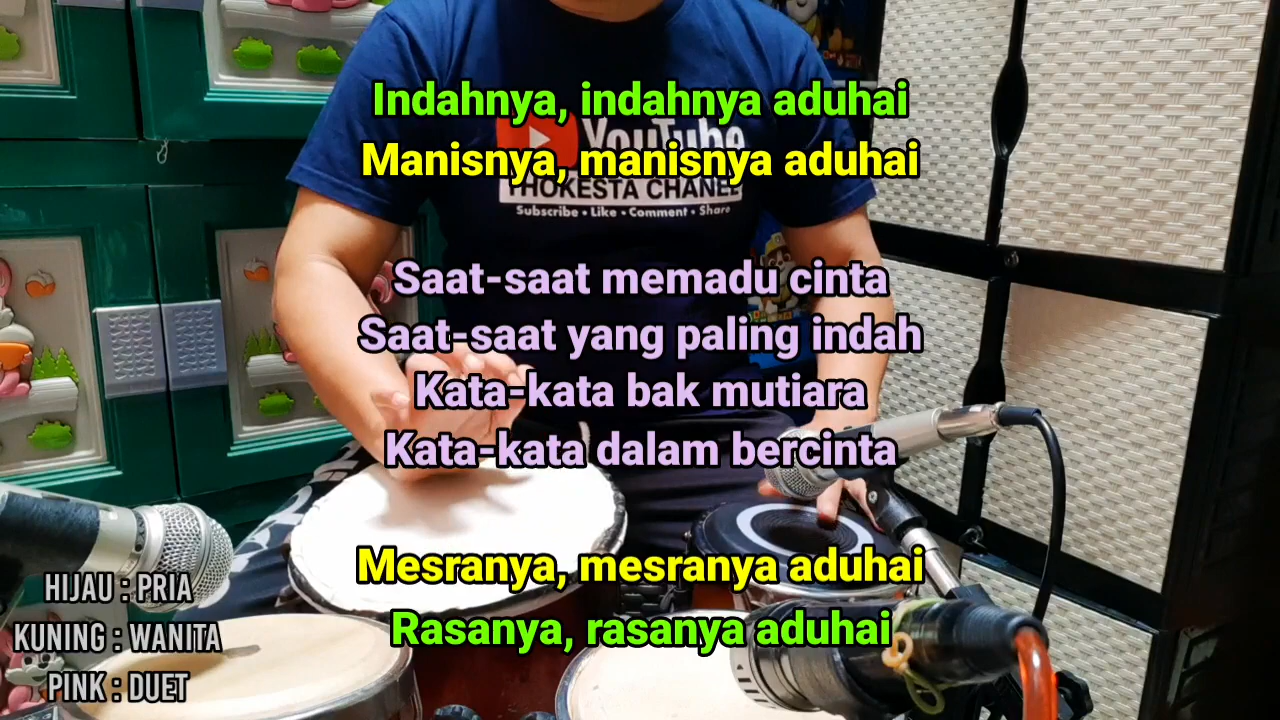 Indahnya, indahnya aduhai
YouTube
Manisnya, manisnya aduhai
THOKESTA CHANEL
Subscribe • Like • Comment • Share
Saat-saat memadu cinta
Saat-saat yang paling indah
Kata-kata bak mutiara
Kata-kata dalam bercinta
Mesranya, mesranya aduhai
Rasanya, rasanya aduhai
HIJAU : PRIA
KUNING : WANITA
PINK : DUET